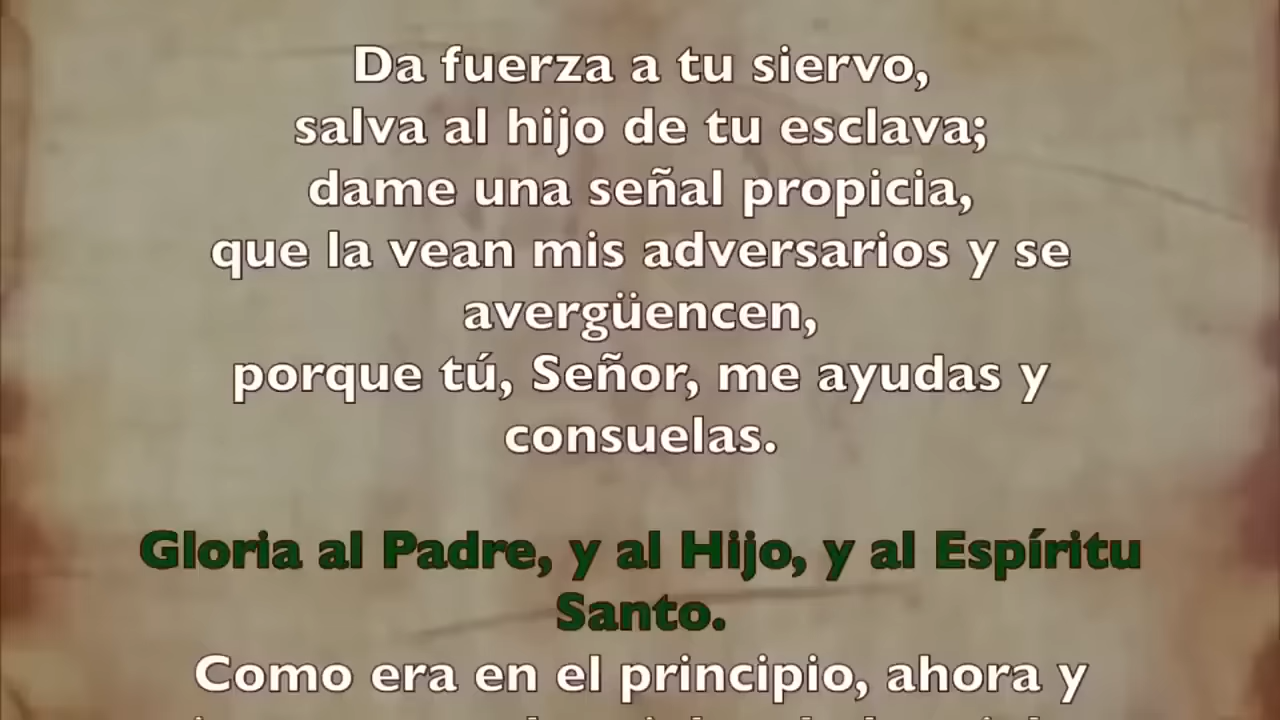 Da fuerza a tu siervo,
salva al hijo de tu esclava;
dame una señal propicia,
que la vean mis adversarios y se
avergüencen,
porque tú, Señor, me ayudas y
consuelas.
Gloria al Padre, y al Hijo, y al Espíritu
Santo.
Como era en el principio, ahora y